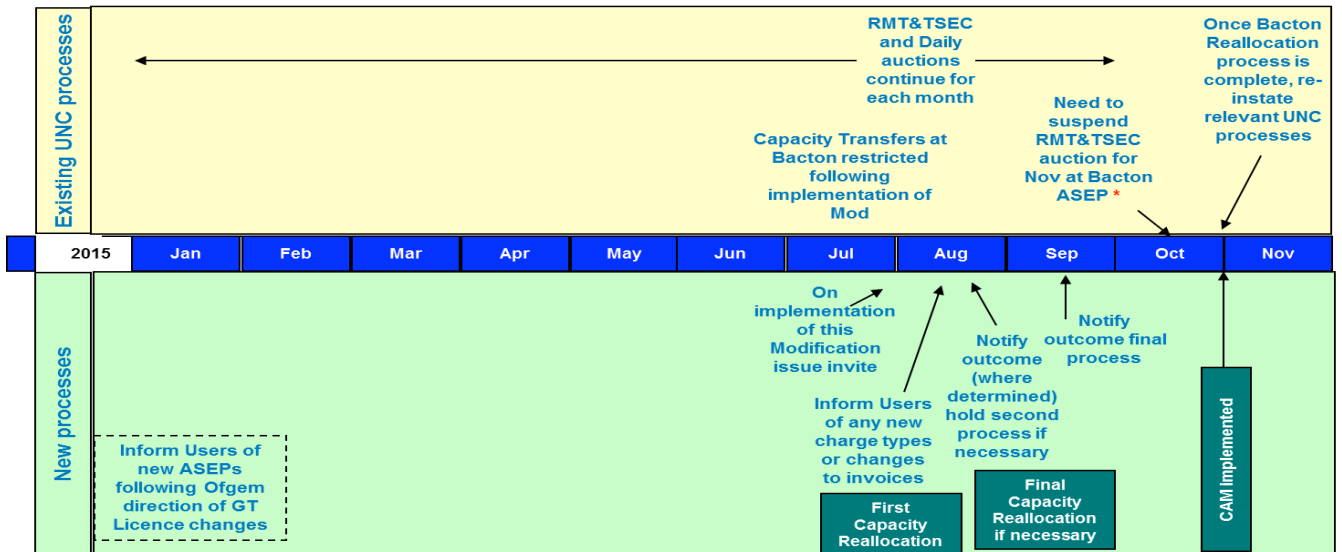 Existing UNC processes
RMT&TSEC
and Daily
auctions
continue for
each month
Once Bacton
Reallocation
process is
complete, re-
instate
relevant UNC
processes
Need to
suspend
RMT&TSEC
auction for
Nov at Bacton
ASEP *
Capacity Transfers at
Bacton restricted
following
implementation of
Mod
2015 Jan Feb Mar Apr May Jun Jul Aug Sep Oct Nov
New processes
Inform Users of
new ASEPs
following Ofgem
direction of GT
Licence changes
On
implementation
of this
Modification
issue invite
Inform Users
of any new
charge types
or changes
to invoices
Notify
outcome
(where
determined)
hold second
process if
necessary
Notify
outcome final
process
First
Capacity
Reallocation
Final
Capacity
Reallocation
if necessary
CAM implemented